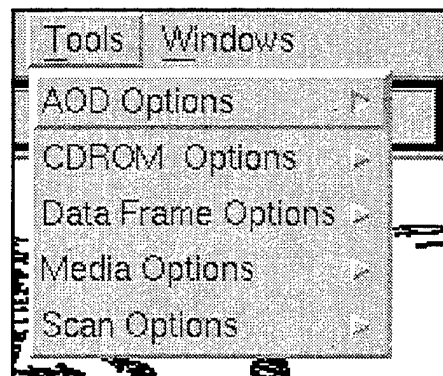 Tools Windows
AOD Options
CDROM Options
Data Frame Options
Media Options
Scan Options